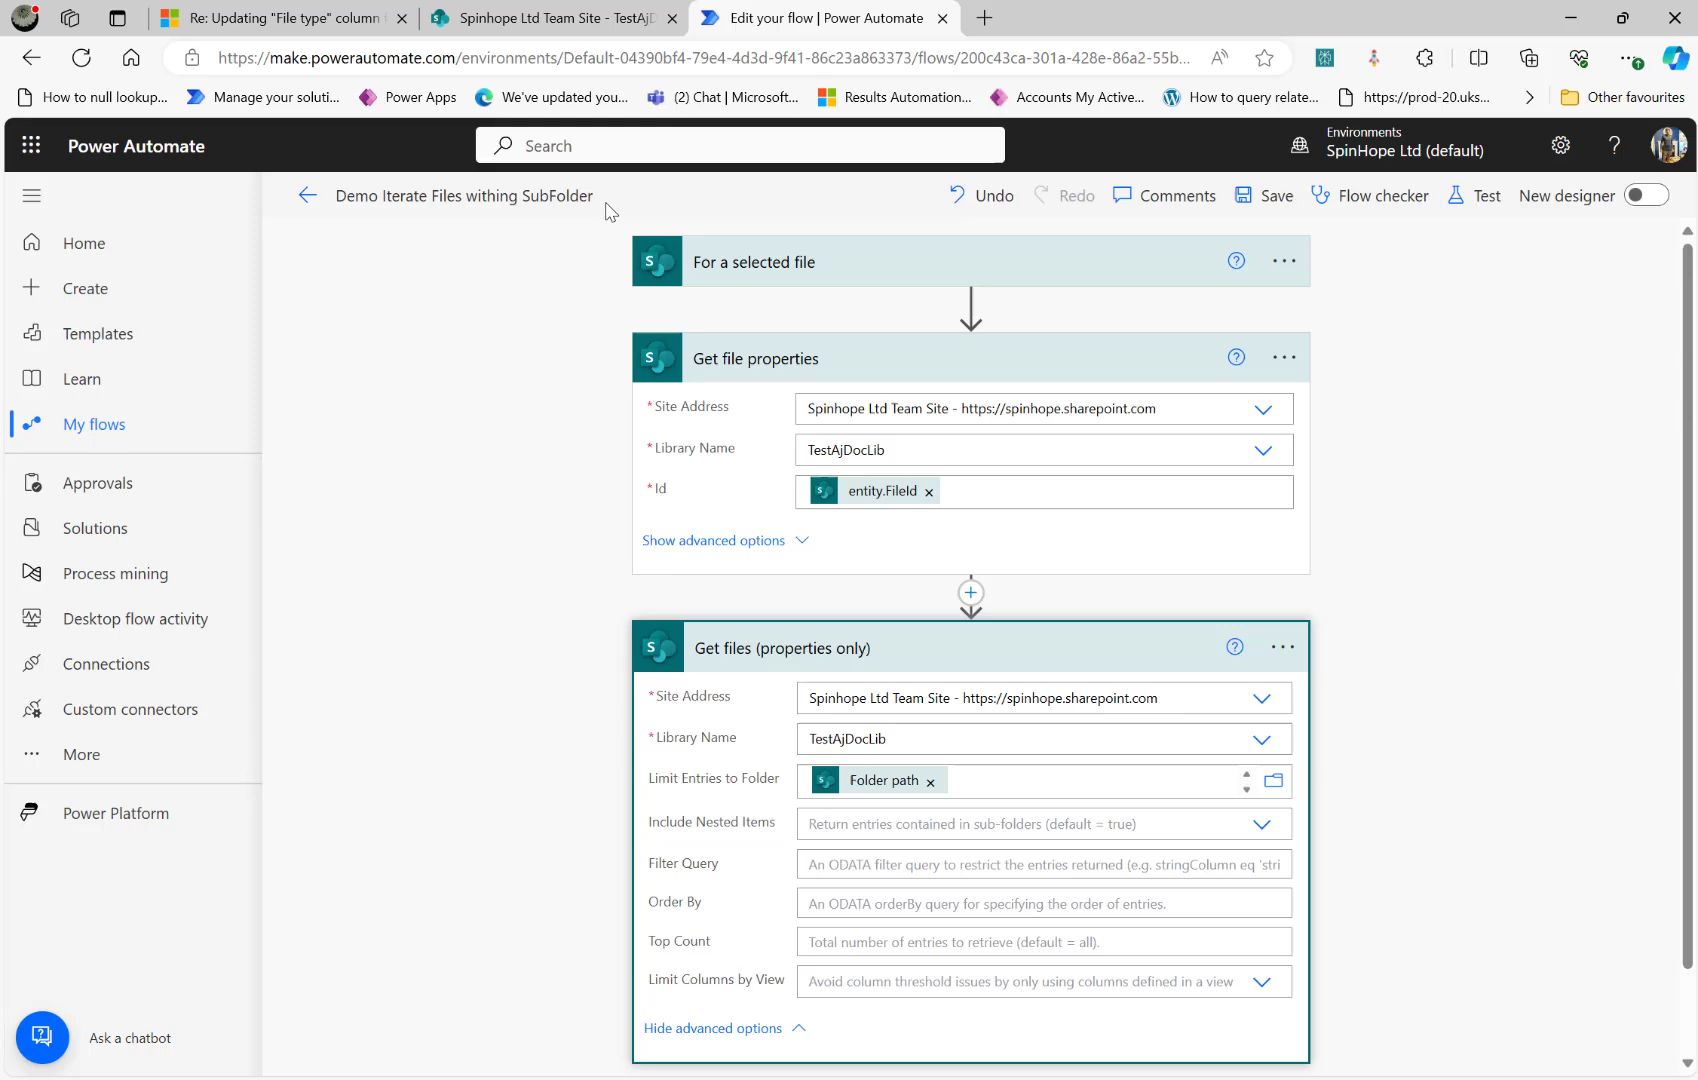 Re: Updating "File type" column
Spinhope Ltd Team Site - TestAjD
Edit your flow | Power Automate
https://make.powerautomate.com/environments/Default-04390bf4-79e4-4d3d-9f41-86c23a863373/flows/200c43ca-301a-428e-86a2-55b...
How to null lookup...
Manage your soluti...
Power Apps
We've updated you...
(2) Chat | Microsoft...
Results Automation...
Accounts My Active...
How to query relate...
https://prod-20.uks...
Other favourites
Power Automate
Search
Environments
SpinHope Ltd (default)
Demo Iterate Files withing SubFolder
Undo
Redo
Comments
Save
Flow checker
Test
New designer
Home
Create
Templates
Learn
My flows
Approvals
Solutions
Process mining
Desktop flow activity
Connections
Custom connectors
More
Power Platform
Ask a chatbot
For a selected file
Get file properties
* Site Address
Spinhope Ltd Team Site - https://spinhope.sharepoint.com
* Library Name
TestAjDocLib
* Id
entity.FileId
Show advanced options
Get files (properties only)
* Site Address
Spinhope Ltd Team Site - https://spinhope.sharepoint.com
* Library Name
TestAjDocLib
Limit Entries to Folder
Folder path
Include Nested Items
Return entries contained in sub-folders (default = true)
Filter Query
An ODATA filter query to restrict the entries returned (e.g. stringColumn eq 'stri
Order By
An ODATA orderBy query for specifying the order of entries.
Top Count
Total number of entries to retrieve (default = all).
Limit Columns by View
Avoid column threshold issues by only using columns defined in a view
Hide advanced options